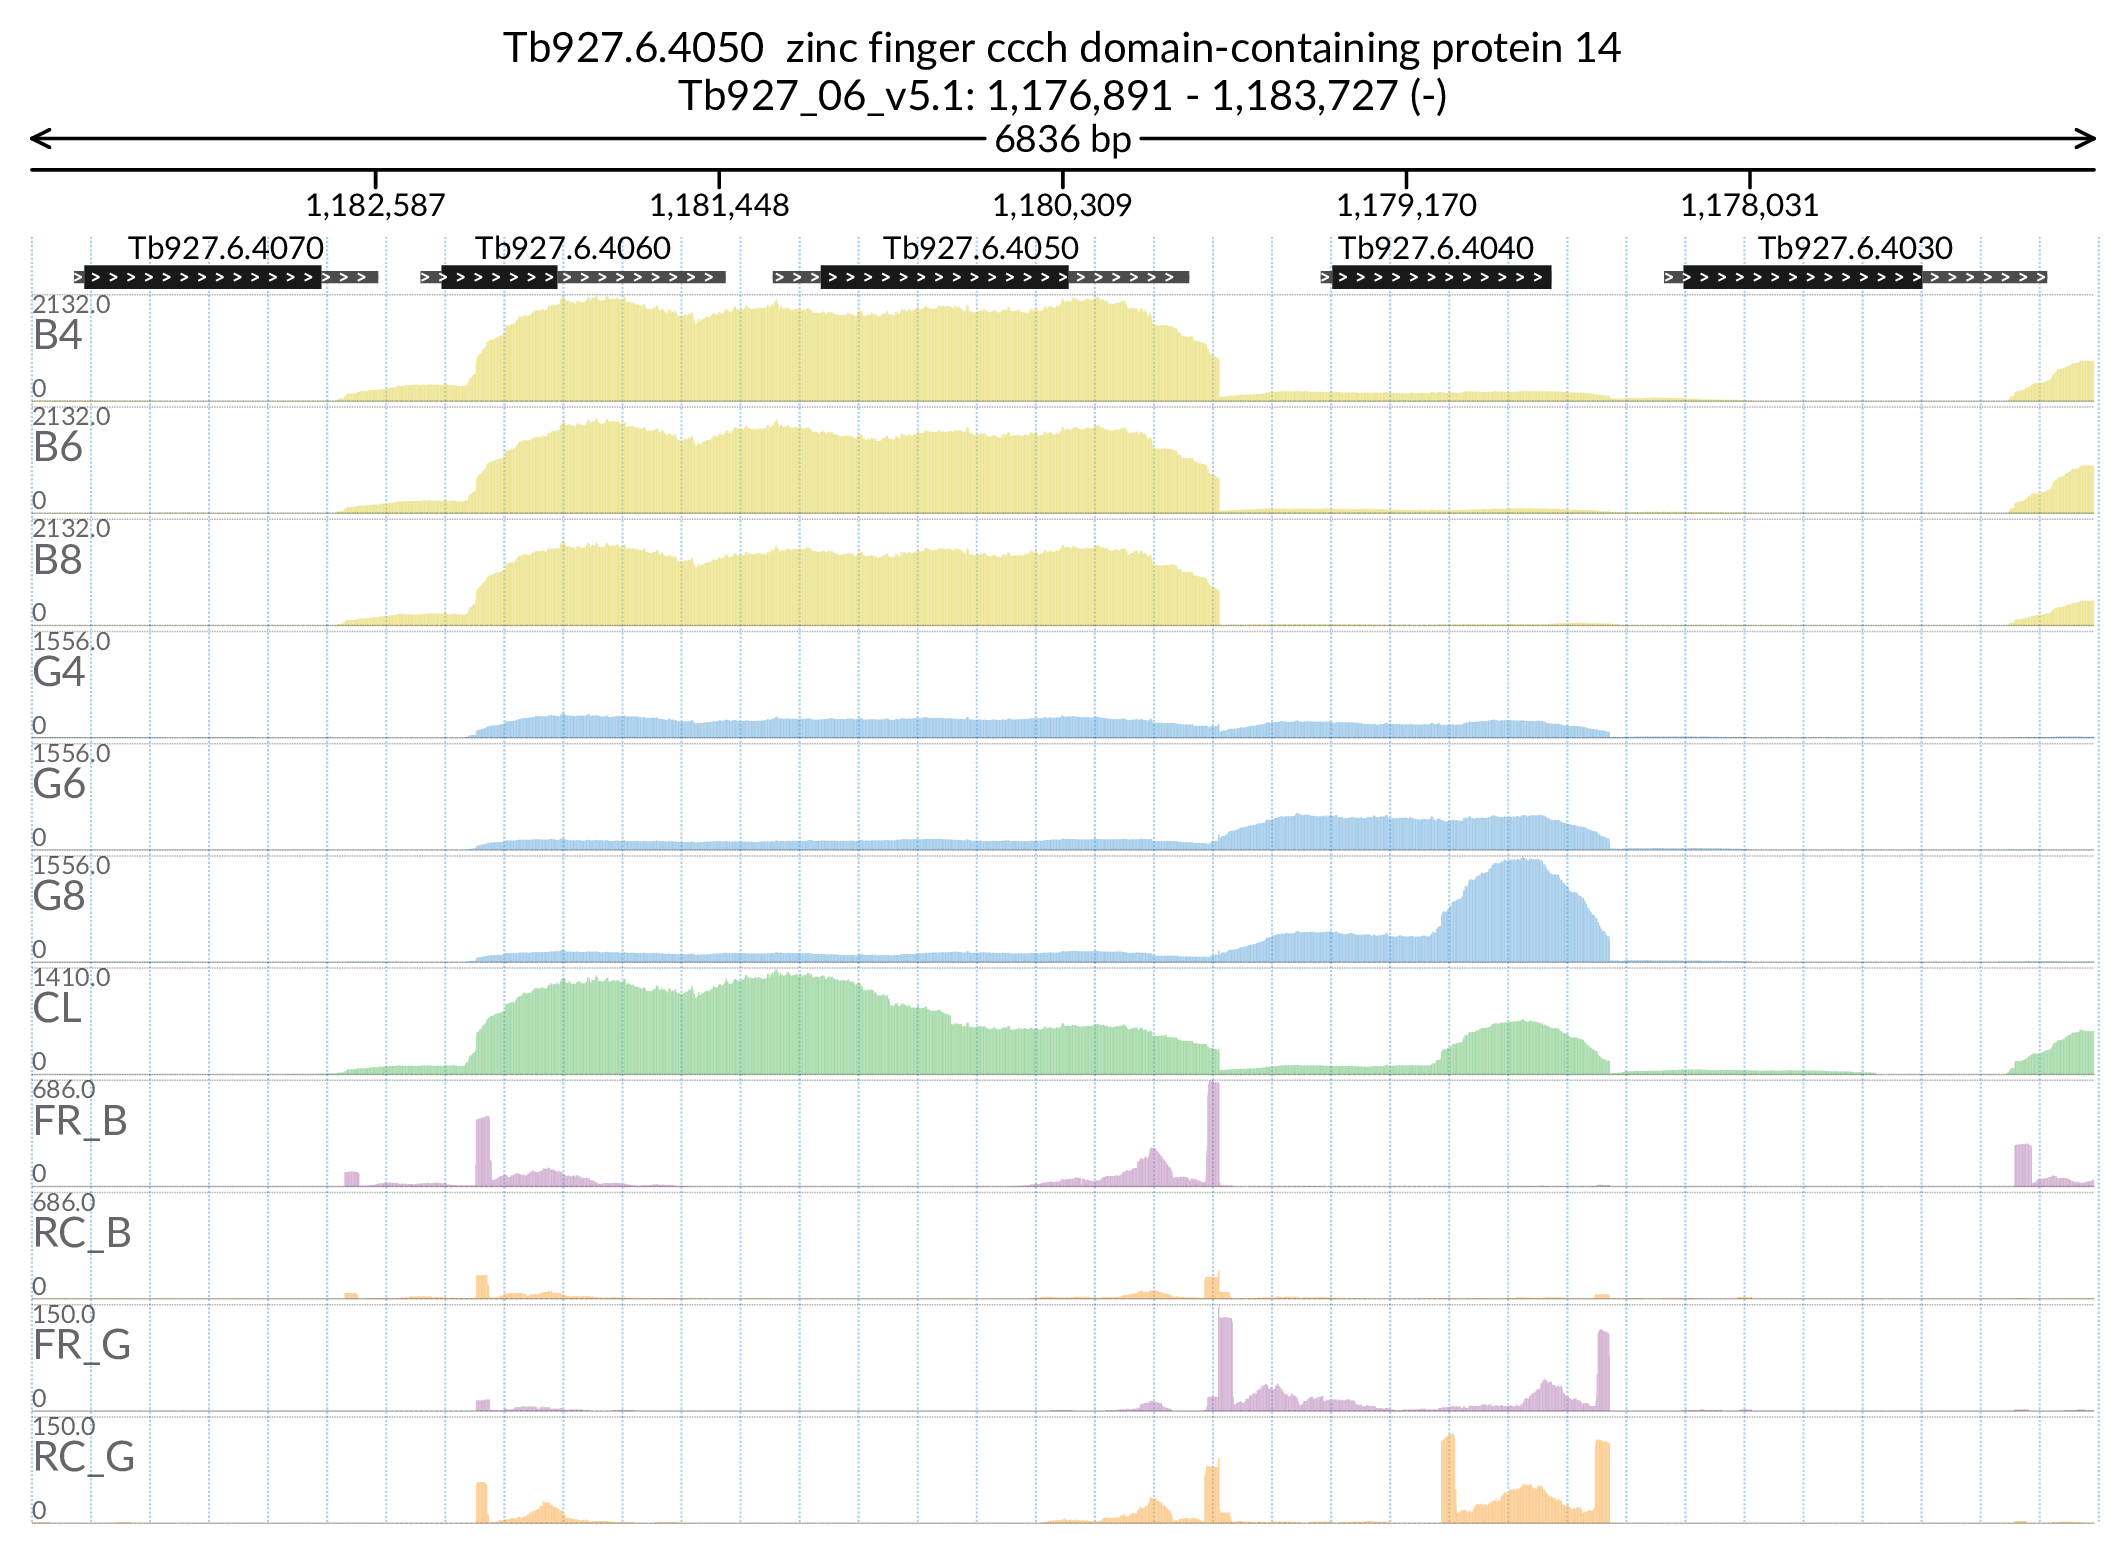 Tb927.6.4050  zinc finger ccch domain-containing protein 14
Tb927_06_v5.1: 1,176,891 - 1,183,727 (-)
6836 bp
1,182,587 1,181,448 1,180,309 1,179,170 1,178,031
Tb927.6.4070 Tb927.6.4060 Tb927.6.4050 Tb927.6.4040 Tb927.6.4030
2132.0
B4
0
2132.0
B6
0
2132.0
B8
0
1556.0
G4
0
1556.0
G6
0
1556.0
G8
0
1410.0
CL
0
686.0
FR_B
0
686.0
RC_B
0
150.0
FR_G
0
150.0
RC_G
0